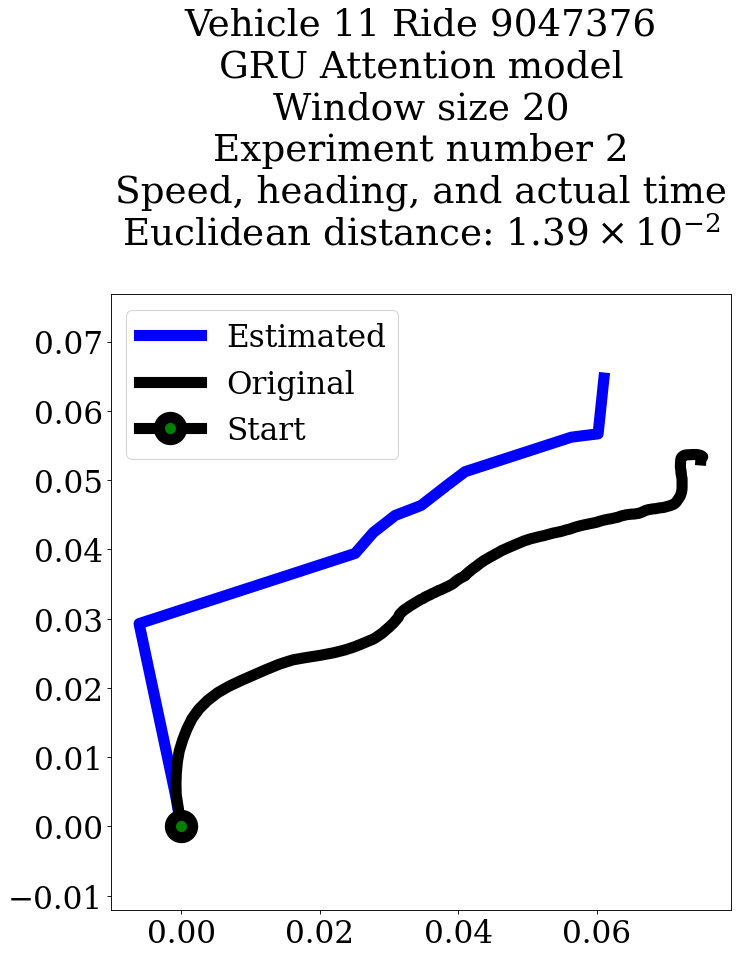 Vehicle 11 Ride 9047376
GRU Attention model
Window size 20
Experiment number 2
Speed, heading, and actual time
Euclidean distance: 1.39 × 10⁻²
Estimated
Original
Start
0.07
0.06
0.05
0.04
0.03
0.02
0.01
0.00
−0.01
0.00 0.02 0.04 0.06